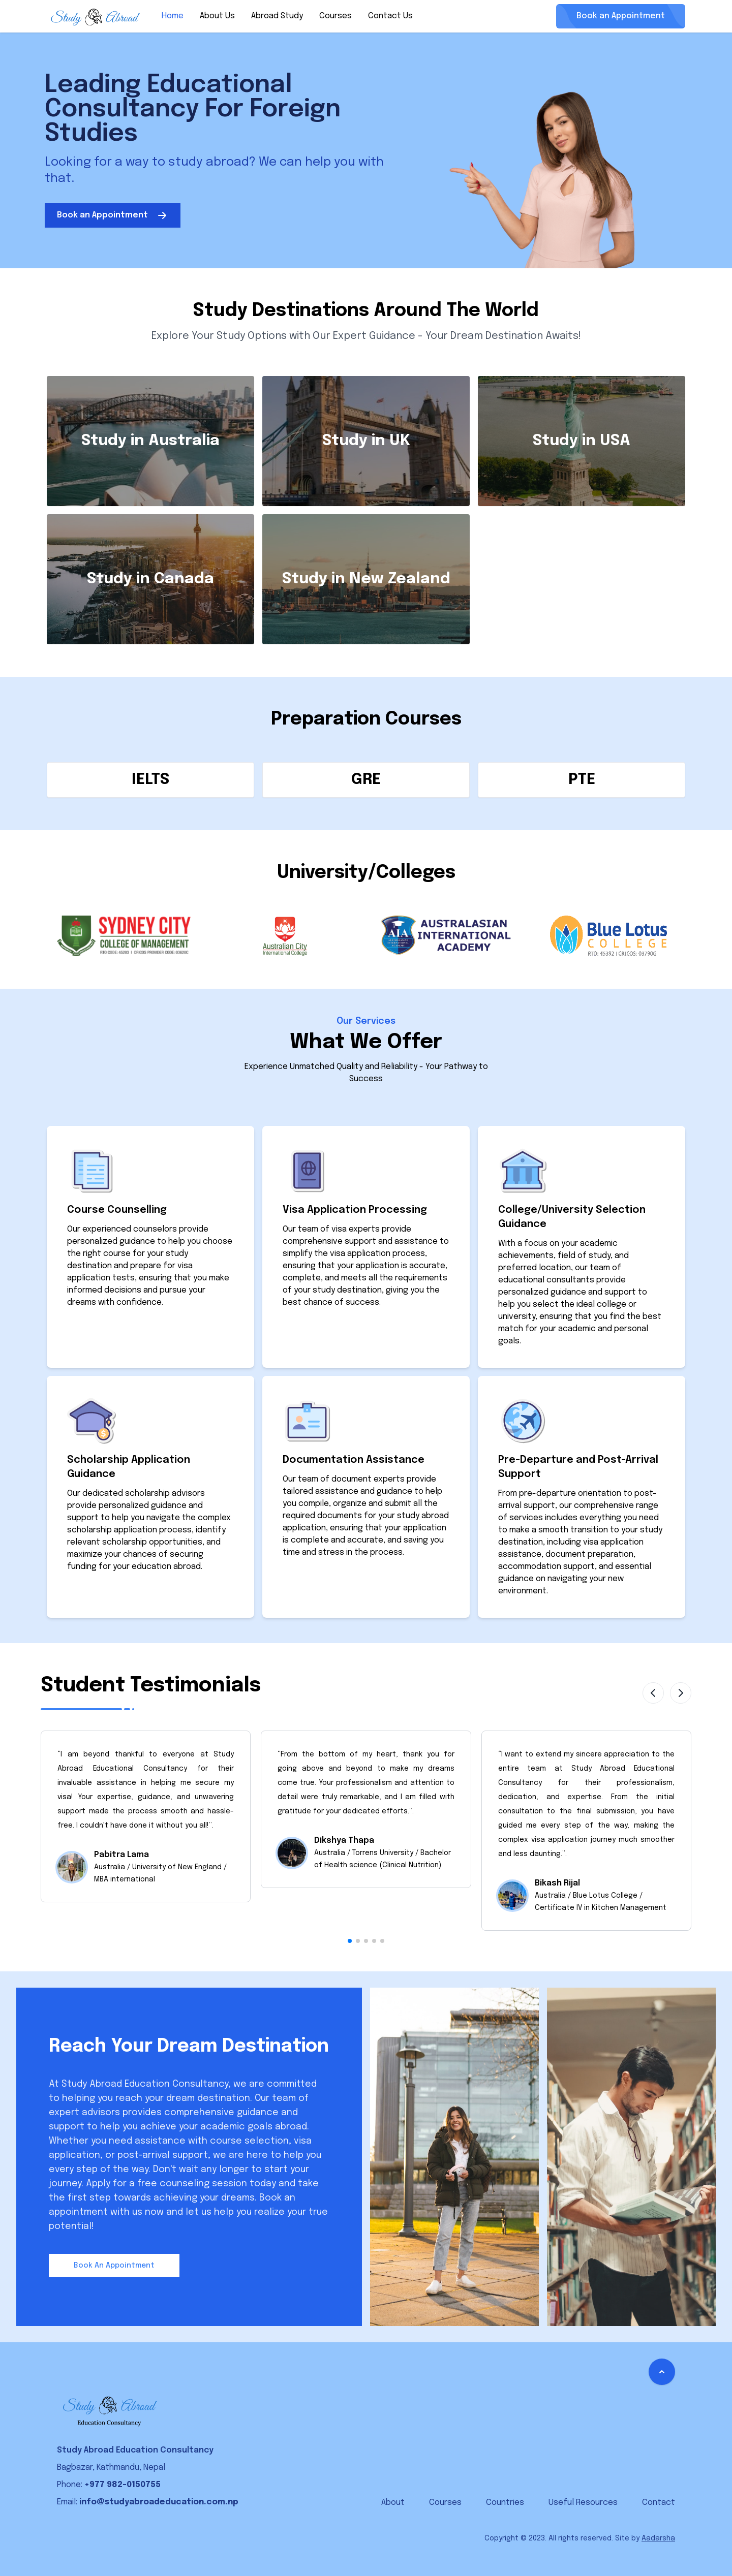 Study Abroad
Home
About Us
Abroad Study
Courses
Contact Us
Book an Appointment
Leading Educational
Consultancy For Foreign
Studies
Looking for a way to study abroad? We can help you with
that.
Book an Appointment
Study Destinations Around The World
Explore Your Study Options with Our Expert Guidance - Your Dream Destination Awaits!
Study in Australia
Study in UK
Study in USA
Study in Canada
Study in New Zealand
Preparation Courses
IELTS
GRE
PTE
University/Colleges
SYDNEY CITY
COLLEGE OF MANAGEMENT
Australian City
International College
AIA
AUSTRALASIAN
INTERNATIONAL
ACADEMY
Blue Lotus
COLLEGE
Our Services
What We Offer
Experience Unmatched Quality and Reliability - Your Pathway to
Success
Course Counselling
Our experienced counselors provide
personalized guidance to help you choose
the right course for your study
destination and prepare for visa
application tests, ensuring that you make
informed decisions and pursue your
dreams with confidence.
Visa Application Processing
Our team of visa experts provide
comprehensive support and assistance to
simplify the visa application process,
ensuring that your application is accurate,
complete, and meets all the requirements
of your study destination, giving you the
best chance of success.
College/University Selection
Guidance
With a focus on your academic
achievements, field of study, and
preferred location, our team of
educational consultants provide
personalized guidance and support to
help you select the ideal college or
university, ensuring that you find the best
match for your academic and personal
goals.
Scholarship Application
Guidance
Our dedicated scholarship advisors
provide personalized guidance and
support to help you navigate the complex
scholarship application process, identify
relevant scholarship opportunities, and
maximize your chances of securing
funding for your education abroad.
Documentation Assistance
Our team of document experts provide
tailored assistance and guidance to help
you compile, organize and submit all the
required documents for your study abroad
application, ensuring that your application
is complete and accurate, and saving you
time and stress in the process.
Pre-Departure and Post-Arrival
Support
From pre-departure orientation to post-
arrival support, our comprehensive range
of services includes everything you need
to make a smooth transition to your study
destination, including visa application
assistance, document preparation,
accommodation support, and essential
guidance on navigating your new
environment.
Student Testimonials
"I am beyond thankful to everyone at Study
Abroad Educational Consultancy for their
invaluable assistance in helping me secure my
visa! Your expertise, guidance, and unwavering
support made the process smooth and hassle-
free. I couldn't have done it without you all!".
Pabitra Lama
Australia / University of New England /
MBA international
"From the bottom of my heart, thank you for
going above and beyond to make my dreams
come true. Your professionalism and attention to
detail were truly remarkable, and I am filled with
gratitude for your dedicated efforts.".
Dikshya Thapa
Australia / Torrens University / Bachelor
of Health science (Clinical Nutrition)
"I want to extend my sincere appreciation to the
entire team at Study Abroad Educational
Consultancy for their professionalism,
dedication, and expertise. From the initial
consultation to the final submission, you have
guided me every step of the way, making the
complex visa application journey much smoother
and less daunting.".
Bikash Rijal
Australia / Blue Lotus College /
Certificate IV in Kitchen Management
Reach Your Dream Destination
At Study Abroad Education Consultancy, we are committed
to helping you reach your dream destination. Our team of
expert advisors provides comprehensive guidance and
support to help you achieve your academic goals abroad.
Whether you need assistance with course selection, visa
application, or post-arrival support, we are here to help you
every step of the way. Don't wait any longer to start your
journey. Apply for a free counseling session today and take
the first step towards achieving your dreams. Book an
appointment with us now and let us help you realize your true
potential!
Book An Appointment
Study Abroad
Education Consultancy
Study Abroad Education Consultancy
Bagbazar, Kathmandu, Nepal
Phone: +977 982-0150755
Email: info@studyabroadeducation.com.np
About
Courses
Countries
Useful Resources
Contact
Copyright © 2023. All rights reserved. Site by Aadarsha